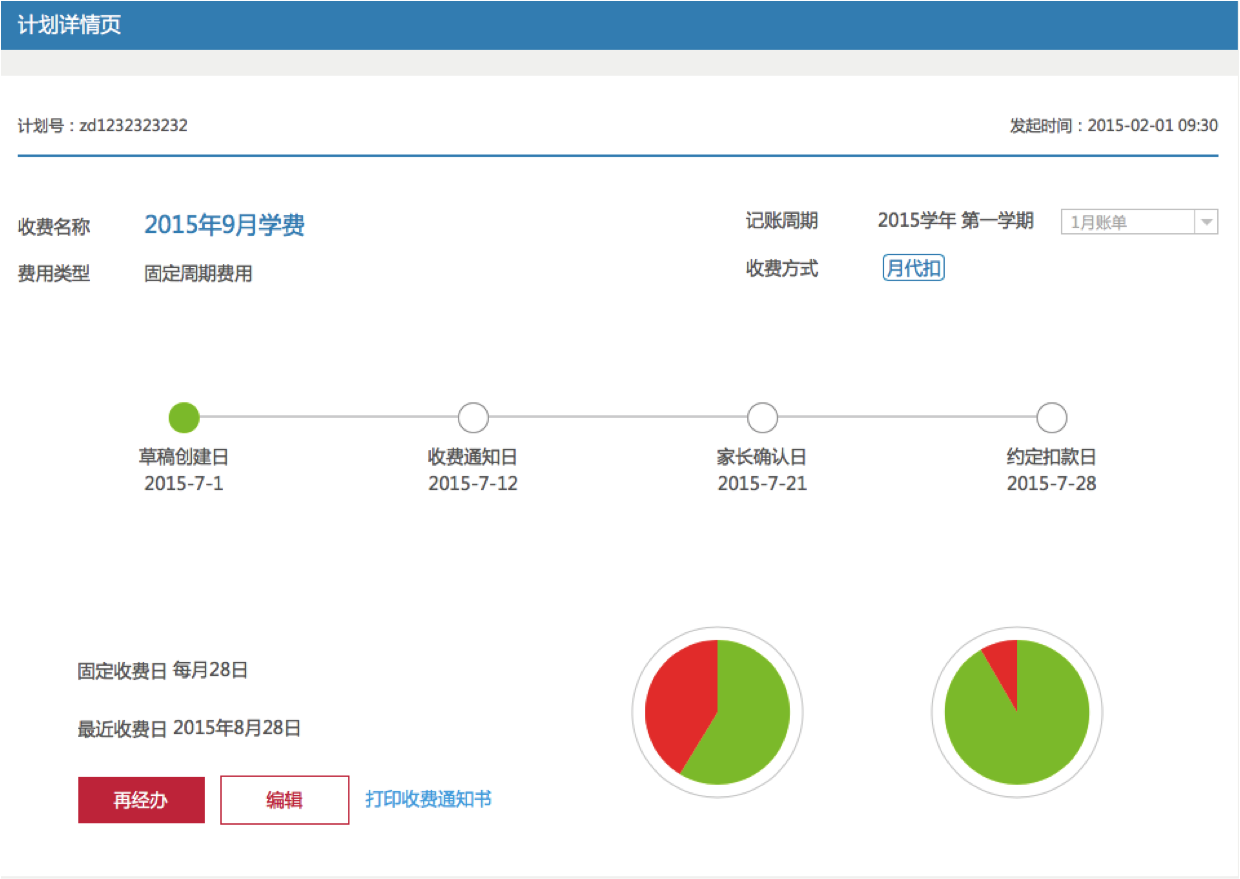 计划详情页
计划号：zd1232323232
发起时间：2015-02-01 09:30
收费名称 2015年9月学费
记账周期 2015学年 第一学期 1月账单
费用类型 固定周期费用
收费方式 月代扣
草稿创建日 收费通知日 家长确认日 约定扣款日
2015-7-1 2015-7-12 2015-7-21 2015-7-28
固定收费日 每月28日
最近收费日 2015年8月28日
再经办 编辑 打印收费通知书